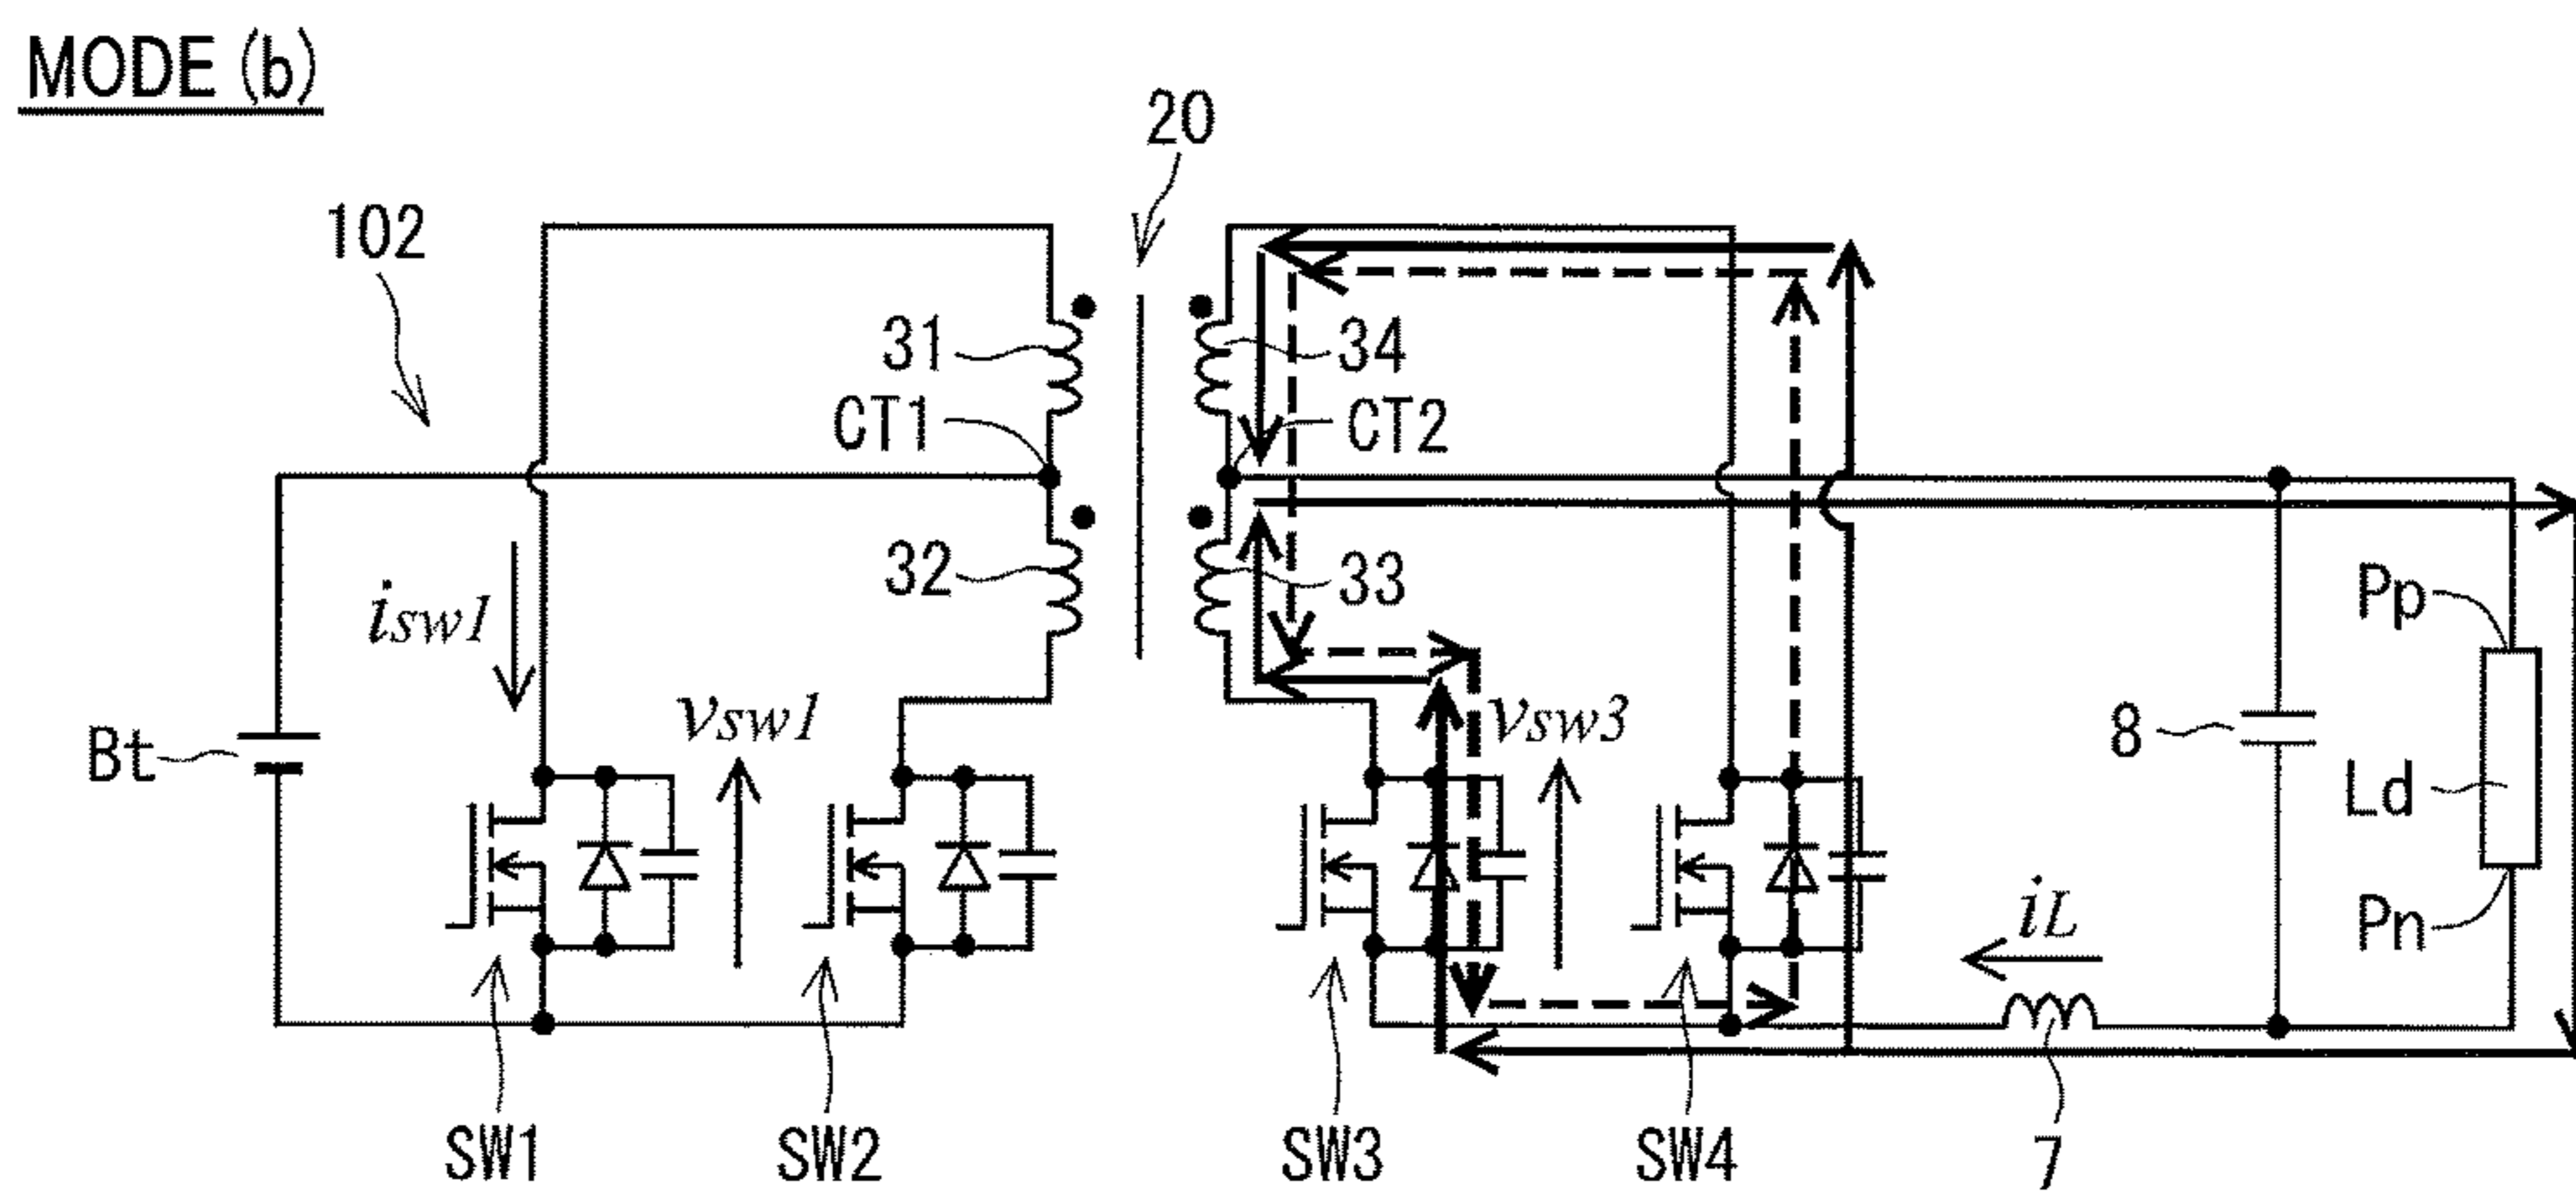 MODE (b)
20
102
31
34
CT1
CT2
32
33
isw1
vsw1
vsw3
Pp
Bt
8
Ld
iL
Pn
SW1
SW2
SW3
SW4
7